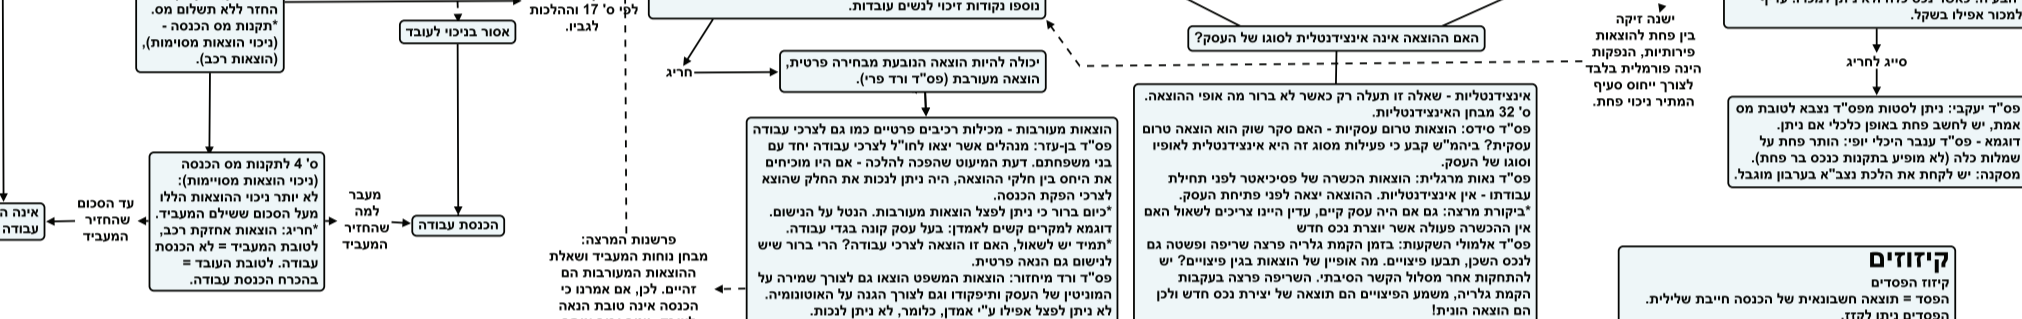 למכור אפילו בשקל.
סייג לחריג
פס"ד יעקבי: ניתן לסטות מפס"ד נצבא לטובת מס
אמת, יש לחשב פחת באופן כלכלי אם ניתן.
דוגמא - פס"ד ענבר היכלי יופי: הותר פחת על
שמלות כלה (לא מופיע בתקנות כנכס בר פחת).
מסקנה: יש לקחת את הלכת נצב"א בערבון מוגבל.
קיזוזים
קיזוז הפסדים
הפסד = תוצאה חשבונאית של הכנסה חייבת שלילית.
הפסדים ניתן לקזז.
ישנה זיקה
בין פחת להוצאות
פירותיות, הנפקות
הינה פורמלית בלבד
לצורך ייחוס סעיף
המתיר ניכוי פחת.
האם ההוצאה אינה אינצידנטלית לסוגו של העסק?
אינצידנטליות - שאלה זו תעלה רק כאשר לא ברור מה אופי ההוצאה.
ס' 32 מבחן האינצידנטליות.
פס"ד סידס: הוצאות טרום עסקיות - האם סקר שוק הוא הוצאה טרום
עסקית? ביהמ"ש קבע כי פעילות מסוג זה היא אינצידנטלית לאופיו
וסוגו של העסק.
פס"ד נאות מרגלית: הוצאות הכשרה של פסיכיאטר לפני תחילת
עבודתו - אין אינצידנטליות. ההוצאה יצאה לפני פתיחת העסק.
*ביקורת מרצה: גם אם היה עסק קיים, עדין היינו צריכים לשאול האם
אין ההכשרה פעולה אשר יוצרת נכס חדש
פס"ד אלמולי השקעות: בזמן הקמת גלריה פרצה שריפה ופשטה גם
לנכס השכן, תבעו פיצויים. מה אופיין של הוצאות בגין פיצויים? יש
להתחקות אחר מסלול הקשר הסיבתי. השריפה פרצה בעקבות
הקמת גלריה, משמע הפיצויים הם תוצאה של יצירת נכס חדש ולכן
הם הוצאה הונית!
נוספו נקודות זיכוי לנשים עובדות.
חריג
יכולה להיות הוצאה הנובעת מבחירה פרטית,
הוצאה מעורבת (פס"ד ורד פרי).
הוצאות מעורבות - מכילות רכיבים פרטיים כמו גם לצרכי עבודה
פס"ד בן-עזר: מנהלים אשר יצאו לחו"ל לצרכי עבודה יחד עם
בני משפחתם. דעת המיעוט שהפכה להלכה - אם היו מוכיחים
את היחס בין חלקי ההוצאה, היה ניתן לנכות את החלק שהוצא
לצרכי הפקת הכנסה.
*כיום ברור כי ניתן לפצל הוצאות מעורבות. הנטל על הנישום.
דוגמא למקרים קשים לאמדן: בעל עסק קונה בגדי עבודה.
*תמיד יש לשאול, האם זו הוצאה לצרכי עבודה? הרי ברור שיש
לנישום גם הנאה פרטית.
פס"ד ורד מיחזור: הוצאות המשפט הוצאו גם לצורך שמירה על
המוניטין של העסק ותיפקודו וגם לצורך הגנה על האוטונומיה.
לא ניתן לפצל אפילו ע"י אמדן, כלומר, לא ניתן לנכות.
לפי ס' 17 וההלכות
לגביו.
פרשנות המרצה:
מבחן נוחות המעביד ושאלת
ההוצאות המעורבות הם
זהיים. לכן, אם אמרנו כי
הכנסה אינה טובת הנאה
אסור בניכוי לעובד
הכנסת עבודה
החזר ללא תשלום מס.
*תקנות מס הכנסה -
(ניכוי הוצאות מסוימות),
(הוצאות רכב).
ס' 4 לתקנות מס הכנסה
(ניכוי הוצאות מסויימות):
לא יותר ניכוי ההוצאות הללו
מעל הסכום ששילם המעביד.
*חריג: הוצאות אחזקת רכב,
לטובת המעביד = לא הכנסת
עבודה. לטובת העובד =
בהכרח הכנסת עבודה.
מעבר
למה
שהחזיר
המעביד
עד הסכום
שהחזיר
המעביד
אינה ה
עבודה